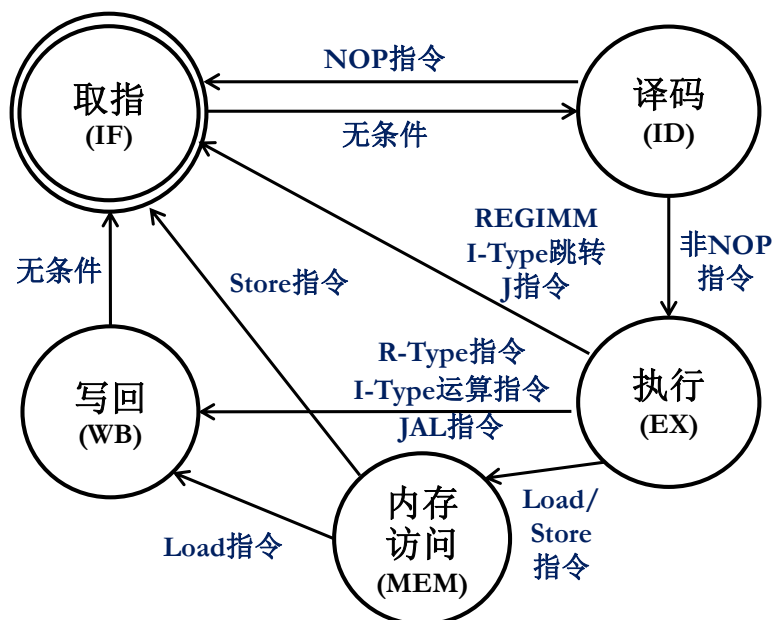 NOP指令
取指
(IF)
译码
(ID)
无条件
REGIMM
I-Type跳转
J指令
非NOP
指令
无条件
Store指令
R-Type指令
I-Type运算指令
JAL指令
写回
(WB)
执行
(EX)
内存
访问
(MEM)
Load/
Store
指令
Load指令